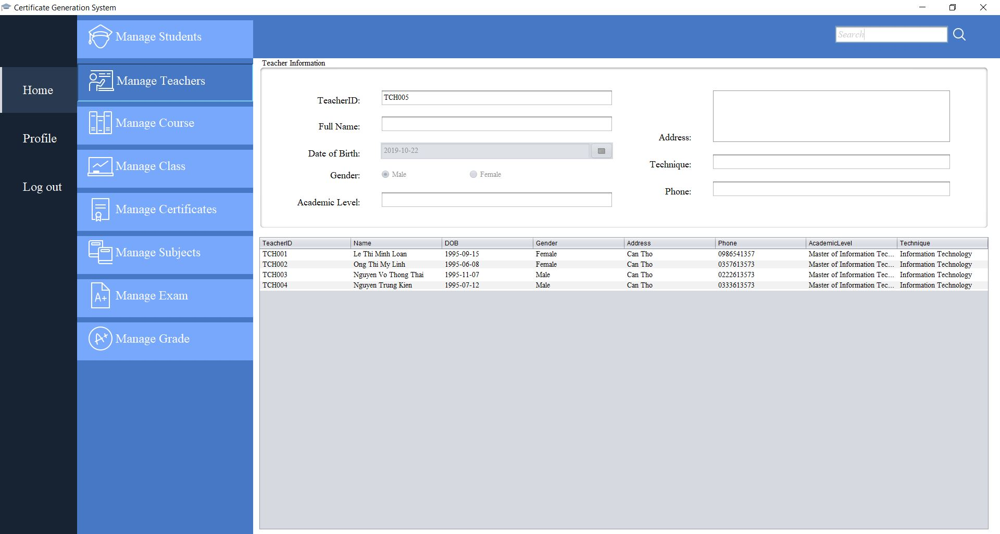 Certificate Generation System
Home
Profile
Log out
Manage Students
Manage Teachers
Manage Course
Manage Class
Manage Certificates
Manage Subjects
A+
Manage Exam
A+
Manage Grade
Search
Teacher Information
TeacherID: TCH005
Full Name:
Date of Birth: 2019-10-22
Gender: Male Female
Academic Level:
Address:
Technique:
Phone:
TeacherID Name DOB Gender Address Phone AcademicLevel Technique
TCH001 Le Thi Minh Loan 1995-09-15 Female Can Tho 0986541357 Master of Information Tec... Information Technology
TCH002 Ong Thi My Linh 1995-06-08 Female Can Tho 0357613573 Master of Information Tec... Information Technology
TCH003 Nguyen Vo Thong Thai 1995-11-07 Male Can Tho 0222613573 Master of Information Tec... Information Technology
TCH004 Nguyen Trung Kien 1995-07-12 Male Can Tho 0333613573 Master of Information Tec... Information Technology